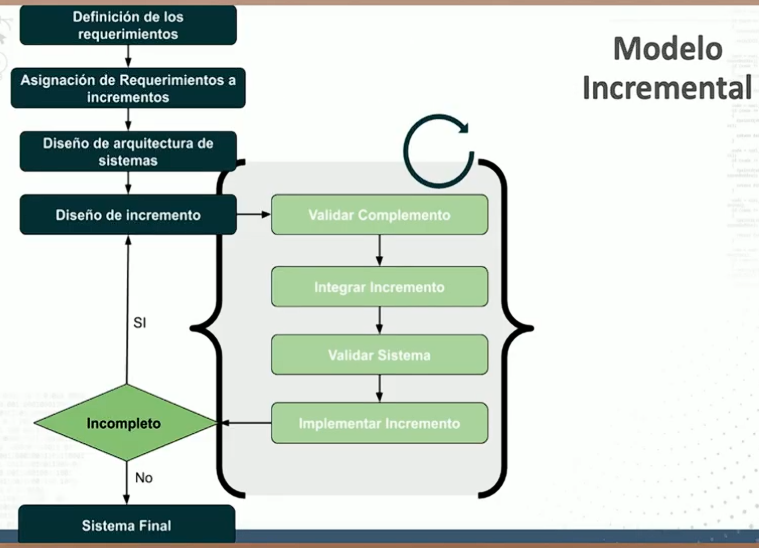 Modelo
Incremental
Definición de los
requerimientos
Asignación de Requerimientos a
incrementos
Diseño de arquitectura de
sistemas
Diseño de incremento
Validar Complemento
Integrar Incremento
Validar Sistema
Implementar Incremento
SI
Incompleto
No
Sistema Final